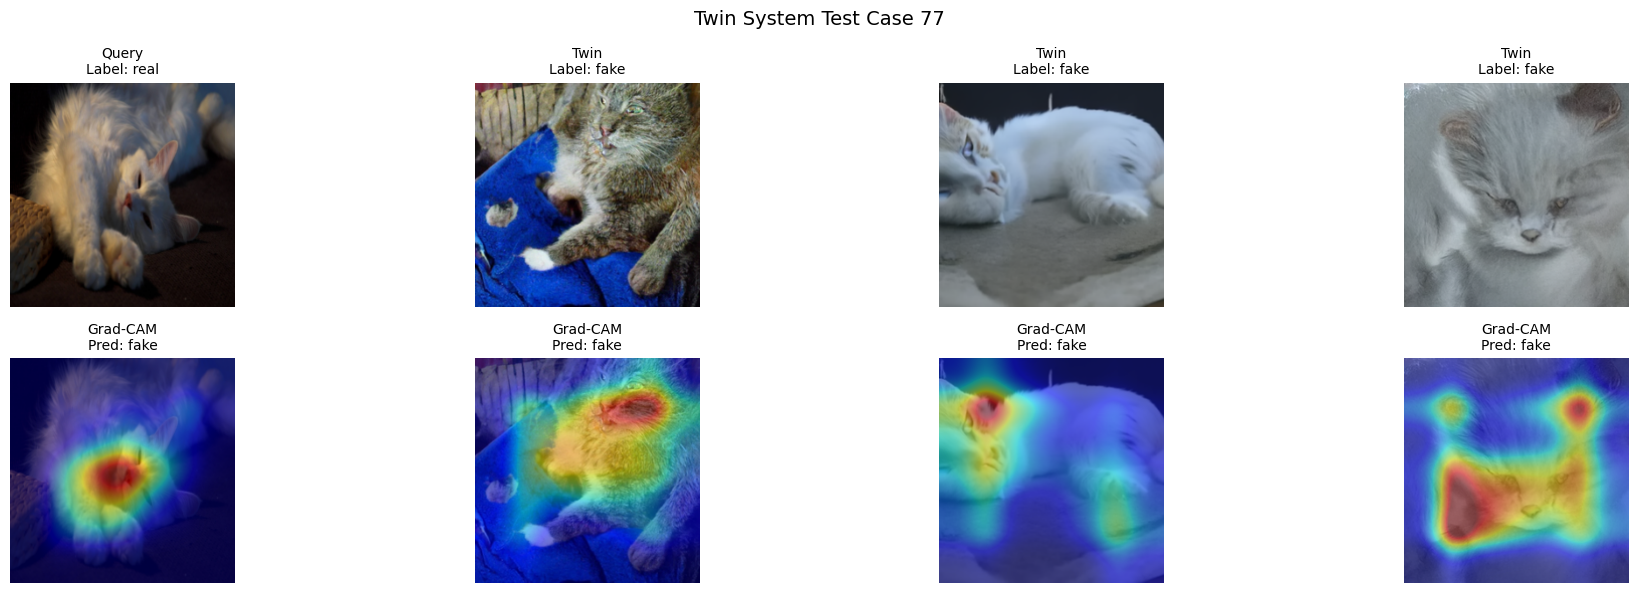 Twin System Test Case 77
Query
Label: real
Twin
Label: fake
Twin
Label: fake
Twin
Label: fake
Grad-CAM
Pred: fake
Grad-CAM
Pred: fake
Grad-CAM
Pred: fake
Grad-CAM
Pred: fake